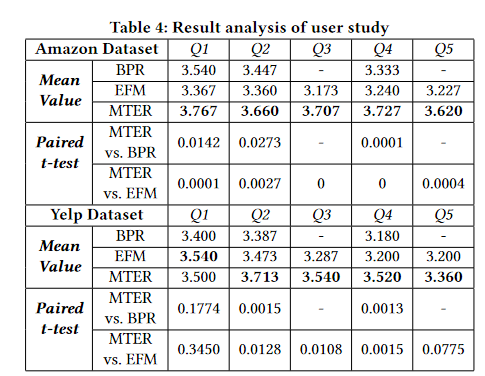 Table 4: Result analysis of user study
Amazon Dataset Q1 Q2 Q3 Q4 Q5
Mean Value
BPR 3.540 3.447 - 3.333 -
EFM 3.367 3.360 3.173 3.240 3.227
MTER 3.767 3.660 3.707 3.727 3.620
Paired t-test
MTER vs. BPR 0.0142 0.0273 - 0.0001 -
MTER vs. EFM 0.0001 0.0027 0 0 0.0004
Yelp Dataset Q1 Q2 Q3 Q4 Q5
Mean Value
BPR 3.400 3.387 - 3.180 -
EFM 3.540 3.473 3.287 3.200 3.200
MTER 3.500 3.713 3.540 3.520 3.360
Paired t-test
MTER vs. BPR 0.1774 0.0015 - 0.0013 -
MTER vs. EFM 0.3450 0.0128 0.0108 0.0015 0.0775